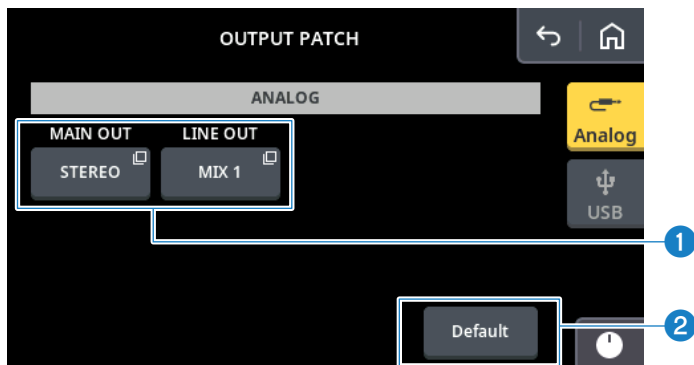 OUTPUT PATCH
ANALOG
MAIN OUT LINE OUT
Analog
STEREO MIX 1
USB
1
Default
2